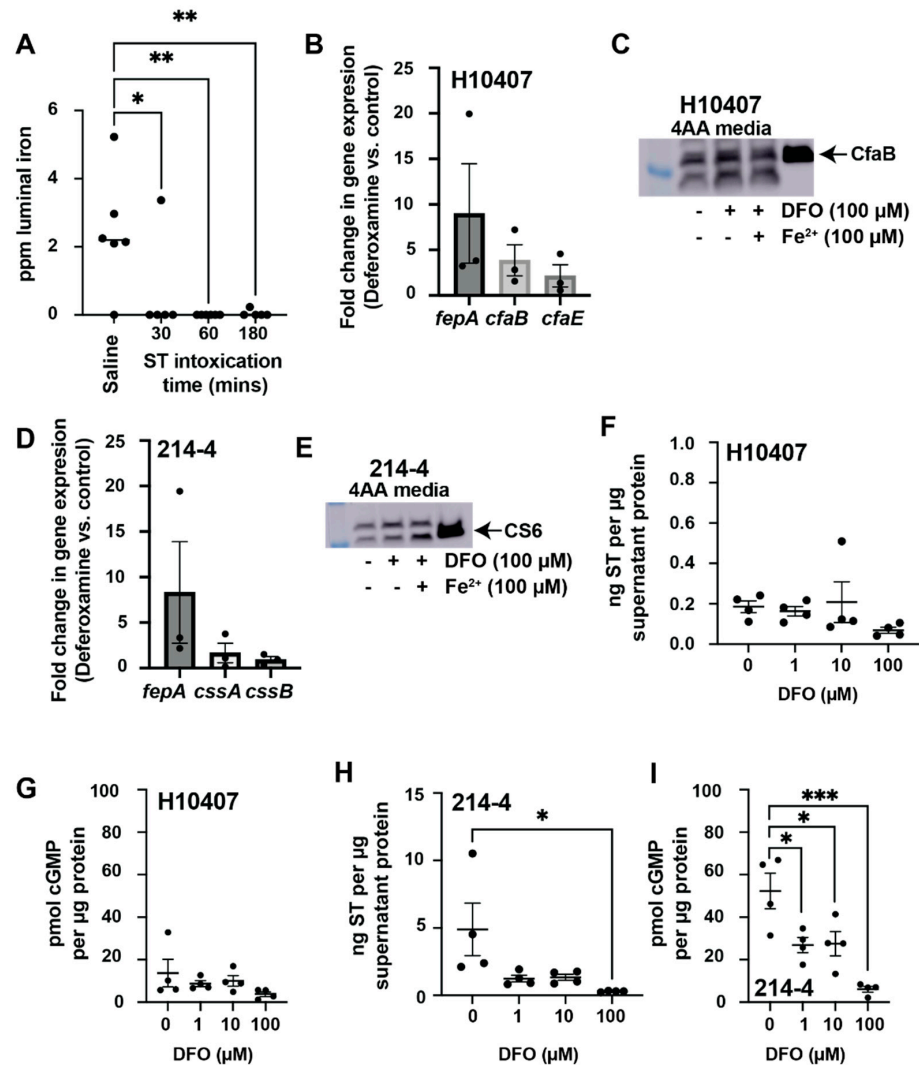 A
**
**
*
ppm luminal iron
6
4
2
0
Saline
30 60 180
ST intoxication
time (mins)
B
H10407
Fold change in gene expresion
(Deferoxamine vs. control)
25
20
15
10
5
0
fepA cfaB cfaE
C
H10407
4AA media
CfaB
- + + DFO (100 µM)
- - + Fe2+ (100 µM)
D
214-4
Fold change in gene expresion
(Deferoxamine vs. control)
25
20
15
10
5
0
fepA cssA cssB
E
214-4
4AA media
CS6
- + + DFO (100 µM)
- - + Fe2+ (100 µM)
F
H10407
ng ST per µg
supernatant protein
1.0
0.8
0.6
0.4
0.2
0.0
0 1 10 100
DFO (µM)
G
H10407
pmol cGMP
per µg protein
100
80
60
40
20
0
0 1 10 100
DFO (µM)
H
214-4
*
ng ST per µg
supernatant protein
15
10
5
0
0 1 10 100
DFO (µM)
I
***
*
*
pmol cGMP
per µg protein
100
80
60
40
20
0
214-4
0 1 10 100
DFO (µM)